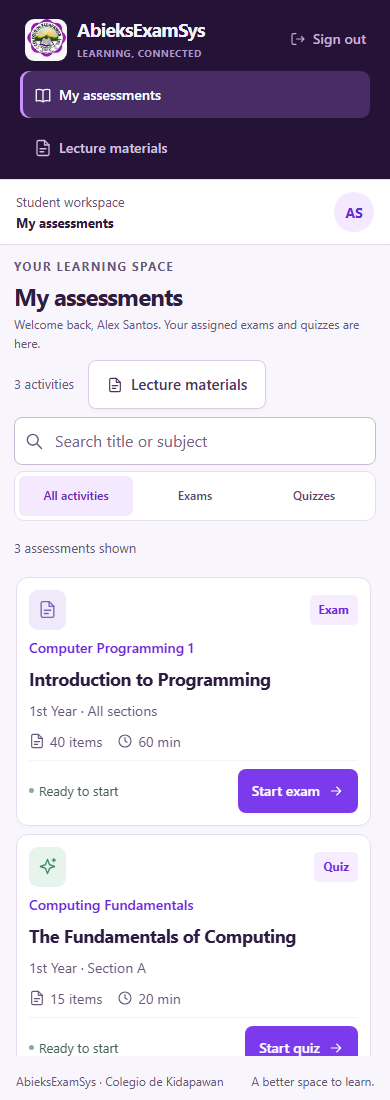 AbieksExamSys
LEARNING, CONNECTED
Sign out
My assessments
Lecture materials
Student workspace
My assessments
AS
YOUR LEARNING SPACE
My assessments
Welcome back, Alex Santos. Your assigned exams and quizzes are
here.
3 activities
Lecture materials
Search title or subject
All activities
Exams
Quizzes
3 assessments shown
Exam
Computer Programming 1
Introduction to Programming
1st Year · All sections
40 items
60 min
Ready to start
Start exam
Quiz
Computing Fundamentals
The Fundamentals of Computing
1st Year · Section A
15 items
20 min
Ready to start
Start quiz
AbieksExamSys · Colegio de Kidapawan
A better space to learn.